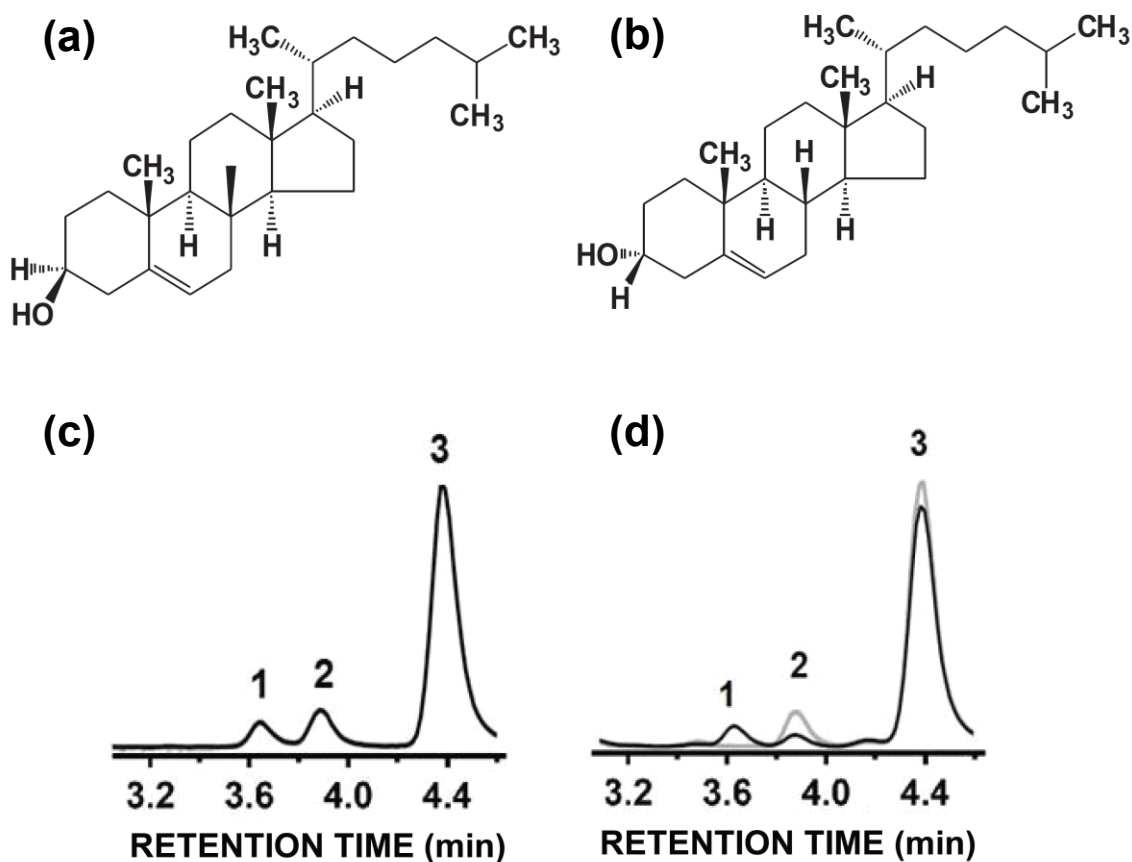 (a)
H₃C
CH₃
CH₃
H
CH₃
CH₃
H
H
H
HO
(b)
H₃C
CH₃
CH₃
H
CH₃
CH₃
H
H
H
HO
H
(c)
1
2
3
3.2 3.6 4.0 4.4
RETENTION TIME (min)
(d)
1
2
3
3.2 3.6 4.0 4.4
RETENTION TIME (min)